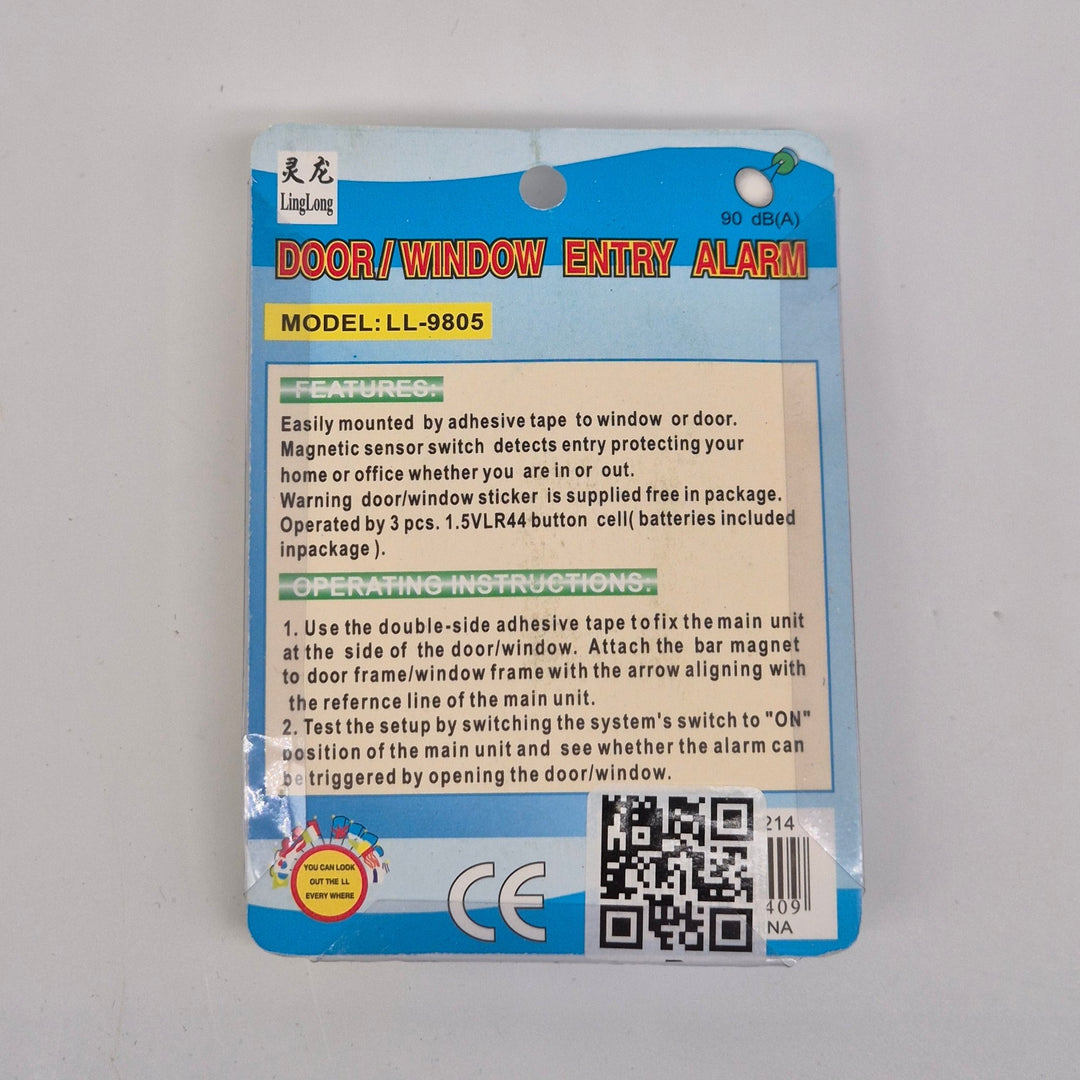 灵龙
LingLong
90 dB(A)
DOOR/WINDOW ENTRY ALARM
MODEL: LL-9805
FEATURES:
Easily mounted by adhesive tape to window or door.
Magnetic sensor switch detects entry protecting your
home or office whether you are in or out.
Warning door/window sticker is supplied free in package.
Operated by 3 pcs. 1.5VLR44 button cell( batteries included
inpackage ).
OPERATING INSTRUCTIONS:
1. Use the double-side adhesive tape to fix the main unit
at the side of the door/window. Attach the bar magnet
to door frame/window frame with the arrow aligning with
the refernce line of the main unit.
2. Test the setup by switching the system's switch to "ON"
position of the main unit and see whether the alarm can
be triggered by opening the door/window.
YOU CAN LOOK
OUT THE LL
EVERY WHERE
CE
214
409
NA